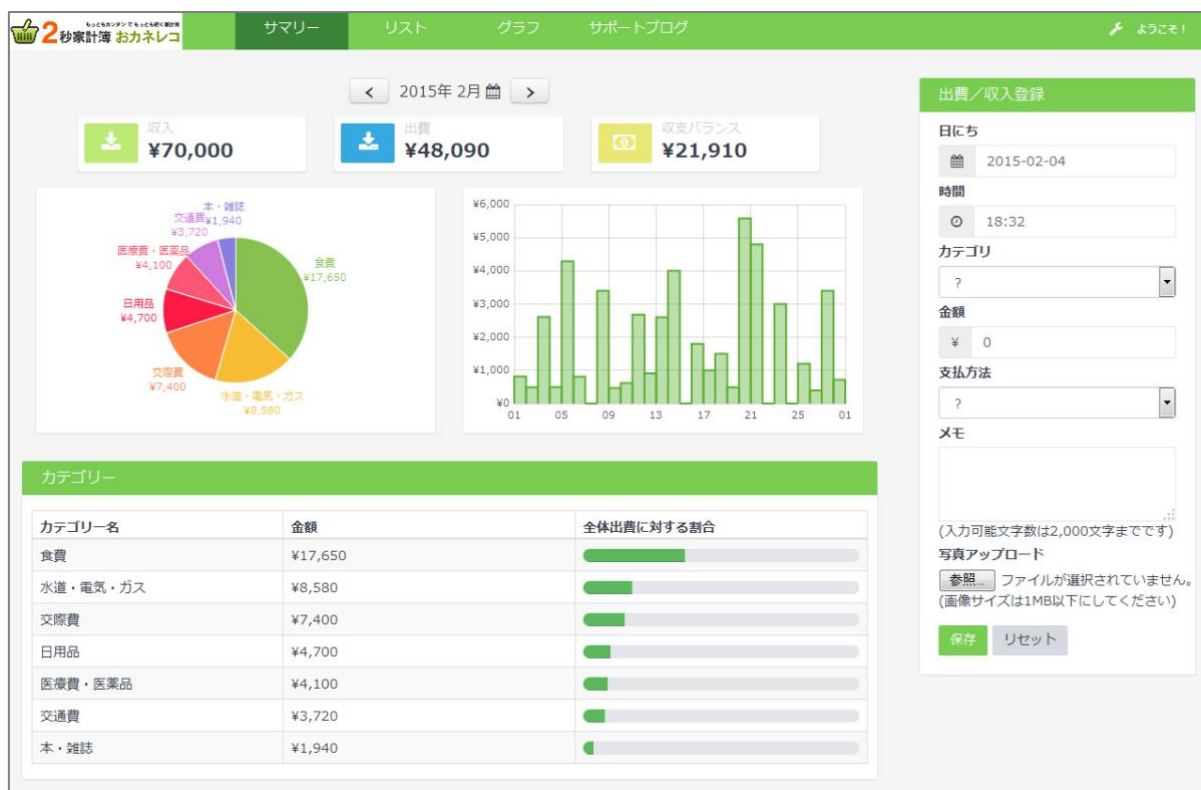 もっともカンタンでもっとも続く家計簿
2秒家計簿 おカネレコ
サマリー リスト グラフ サポートブログ ようこそ!
2015年 2月
収入
¥70,000
出費
¥48,090
収支バランス
¥21,910
本・雑誌
¥1,940
交通費
¥3,720
医療費・医薬品
¥4,100
食費
¥17,650
日用品
¥4,700
交際費
¥7,400
水道・電気・ガス
¥8,580
¥6,000
¥5,000
¥4,000
¥3,000
¥2,000
¥1,000
¥0
01 05 09 13 17 21 25 01
カテゴリー
カテゴリー名 金額 全体出費に対する割合
食費 ¥17,650
水道・電気・ガス ¥8,580
交際費 ¥7,400
日用品 ¥4,700
医療費・医薬品 ¥4,100
交通費 ¥3,720
本・雑誌 ¥1,940
出費/収入登録
日にち
2015-02-04
時間
18:32
カテゴリ
?
金額
¥ 0
支払方法
?
メモ
(入力可能文字数は2,000文字までです)
写真アップロード
参照... ファイルが選択されていません。
(画像サイズは1MB以下にしてください)
保存 リセット